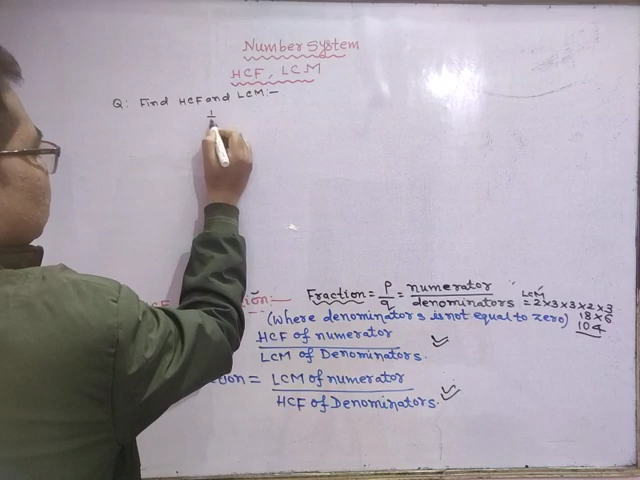 Number System
HCF, LCM
Q: Find HCF and LCM:-
1
Fraction = p/q = numerator/denominators
LCM
= 2×3×3×2×3
18×6
104
(Where denominators is not equal to zero)
HCF of numerator
LCM of Denominators.
= LCM of numerator
HCF of Denominators.